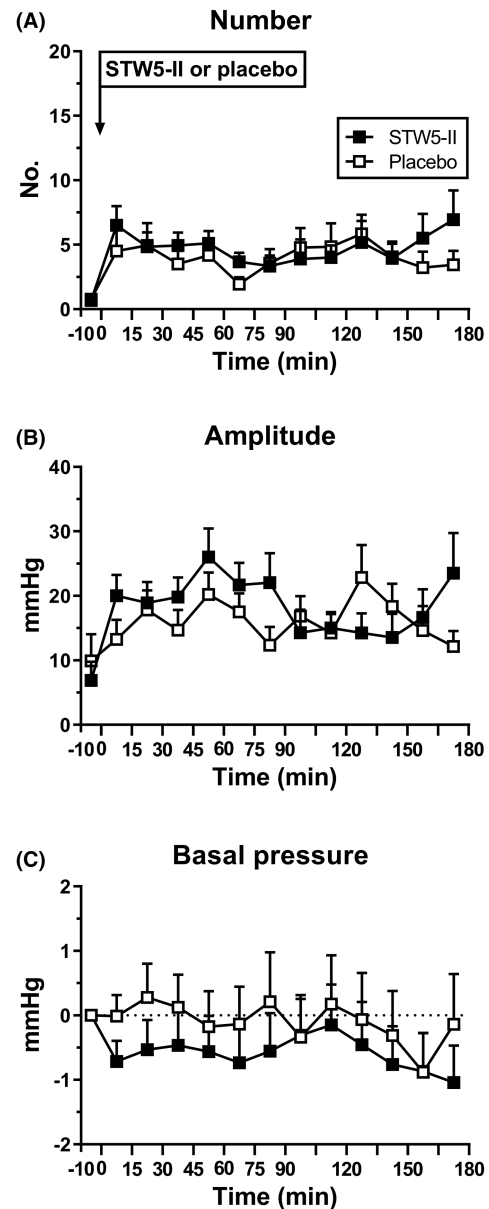 (A) Number
20
STW5-II or placebo
15
STW5-II
Placebo
No.
10
5
0
-10 0 15 30 45 60 75 90 120 150 180
Time (min)
(B) Amplitude
40
30
mmHg
20
10
0
-10 0 15 30 45 60 75 90 120 150 180
Time (min)
(C) Basal pressure
2
1
mmHg
0
-1
-2
-10 0 15 30 45 60 75 90 120 150 180
Time (min)